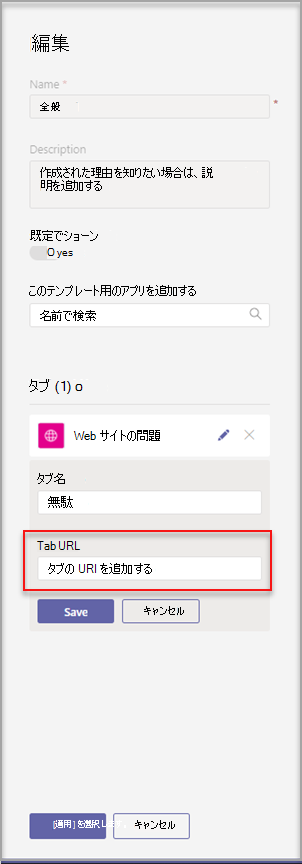 編集
Name *
全般
*
Description
作成された理由を知りたい場合は、説
明を追加する
既定でショーン
O yes
このテンプレート用のアプリを追加する
名前で検索
タブ (1) o
Web サイトの問題
タブ名
無駄
Tab URL
タブの URI を追加する
Save
キャンセル
[適用] を選択し
キャンセル